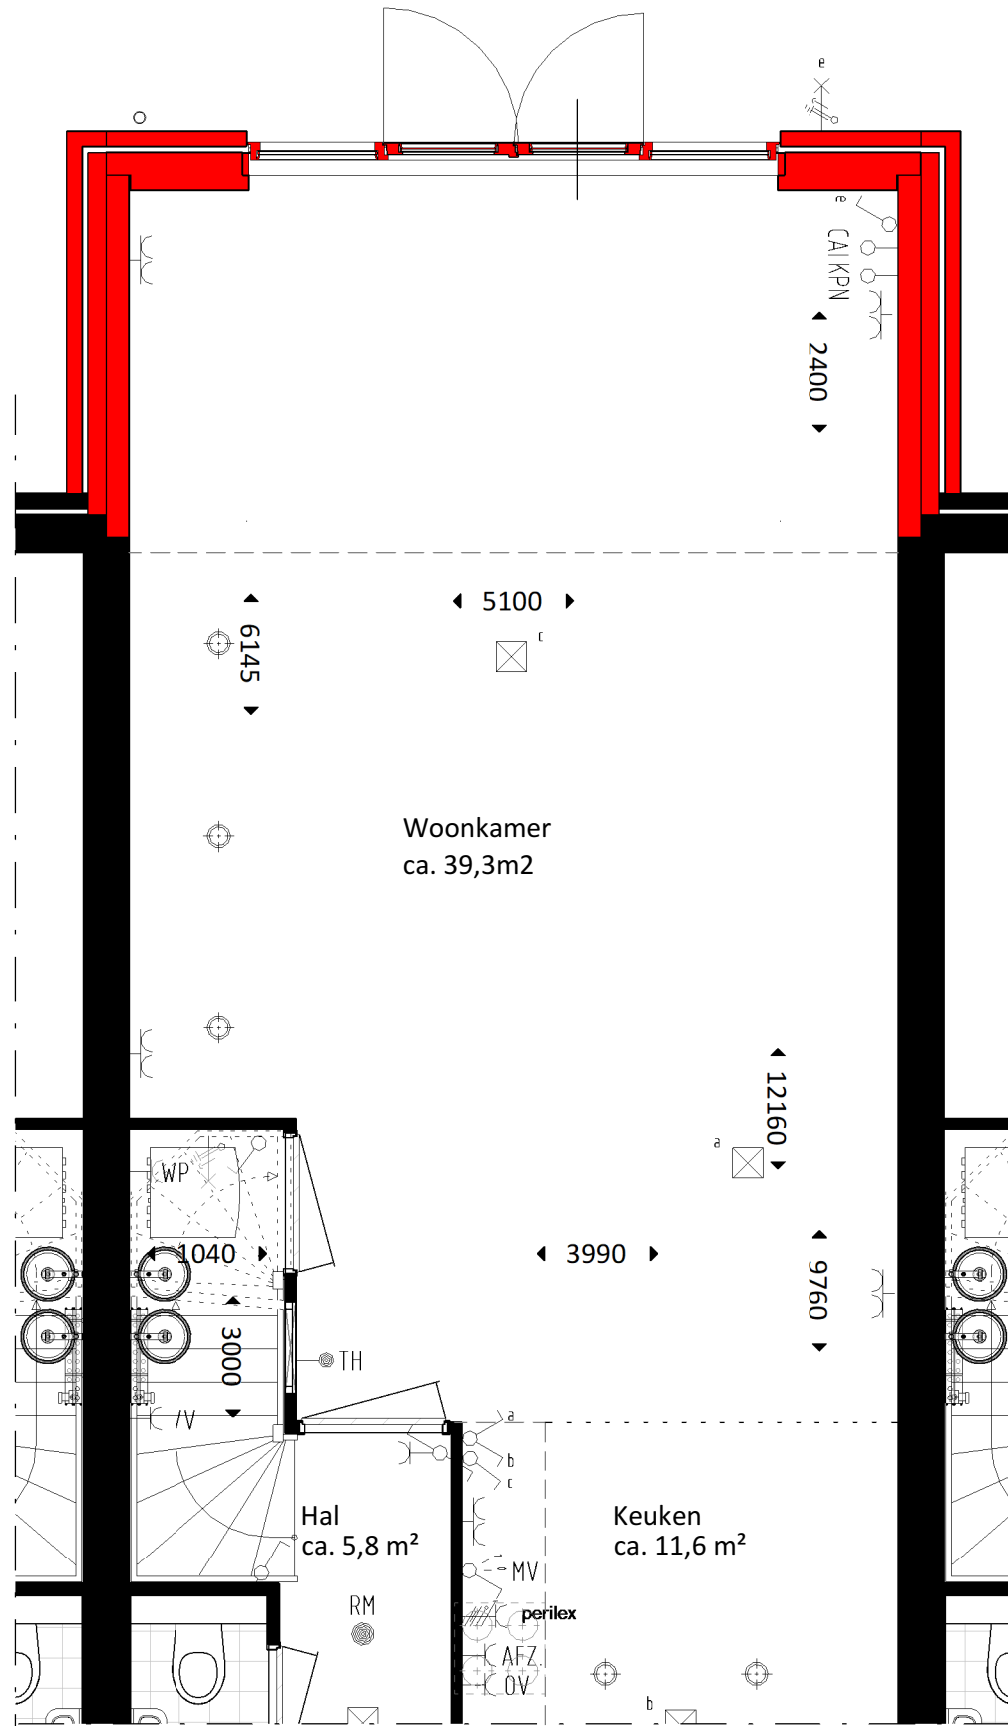 e
e
CAI KPN
2400
5100
c
6145
Woonkamer
ca. 39,3m2
12160
a
WP
1040
3990
9760
3000
TH
WV
a
b
c
Hal
ca. 5,8 m²
Keuken
ca. 11,6 m²
MV
RM
perilex
AFZ.
OV
b